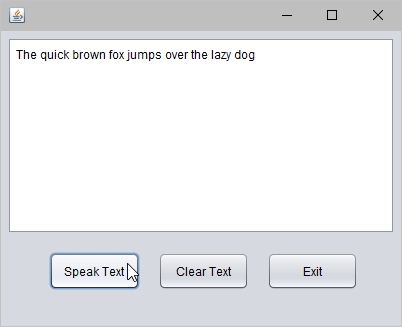 The quick brown fox jumps over the lazy dog
Speak Text
Clear Text
Exit